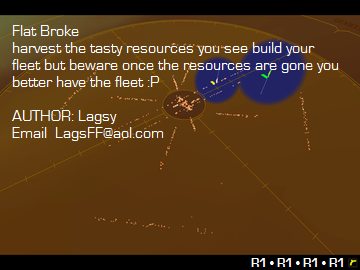 Flat Broke
harvest the tasty resources you see build your
fleet but beware once the resources are gone you
better have the fleet :P
AUTHOR: Lagsy
Email  LagsFF@aol.com
R1 • R1 • R1 • R1 r